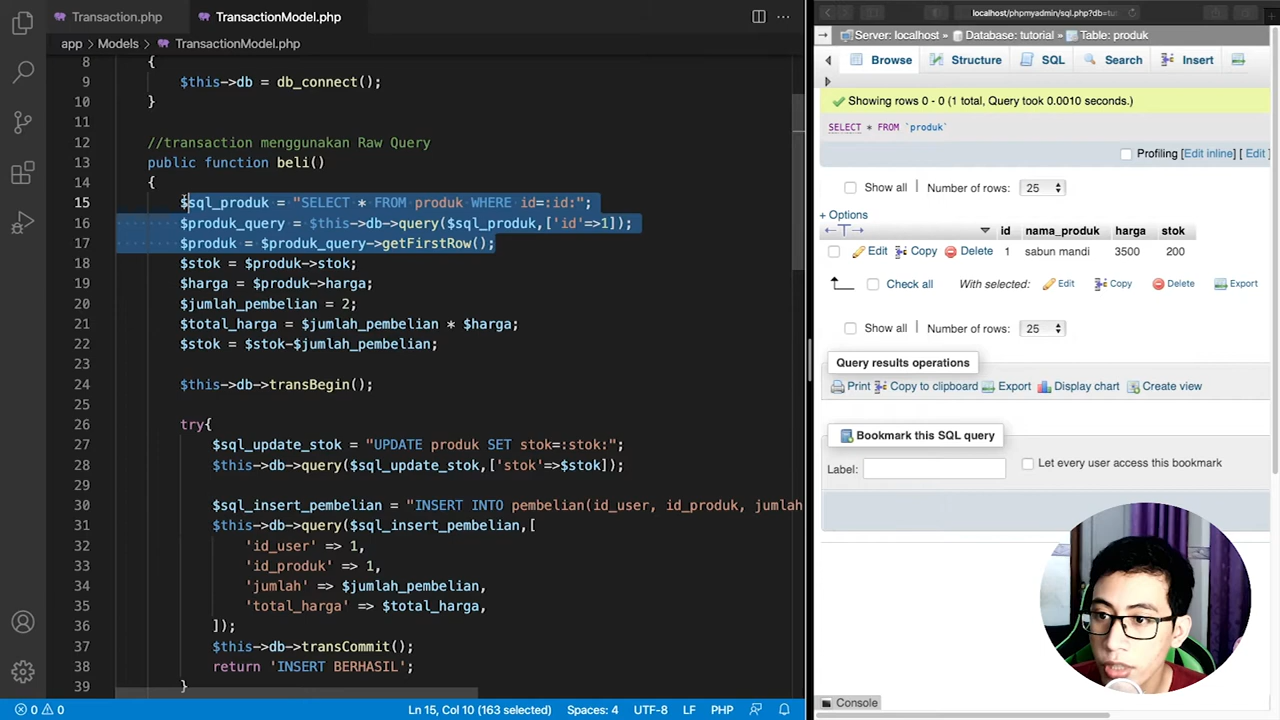 Transaction.php
TransactionModel.php
app > Models > TransactionModel.php
8 {
9 $this->db = db_connect();
10 }
11
12 //transaction menggunakan Raw Query
13 public function beli()
14 {
15 $sql_produk = "SELECT * FROM produk WHERE id=:id:";
16 $produk_query = $this->db->query($sql_produk,['id'=>1]);
17 $produk = $produk_query->getFirstRow();
18 $stok = $produk->stok;
19 $harga = $produk->harga;
20 $jumlah_pembelian = 2;
21 $total_harga = $jumlah_pembelian * $harga;
22 $stok = $stok-$jumlah_pembelian;
23
24 $this->db->transBegin();
25
26 try{
27 $sql_update_stok = "UPDATE produk SET stok=:stok:";
28 $this->db->query($sql_update_stok,['stok'=>$stok]);
29
30 $sql_insert_pembelian = "INSERT INTO pembelian(id_user, id_produk, jumlah
31 $this->db->query($sql_insert_pembelian,[
32 'id_user' => 1,
33 'id_produk' => 1,
34 'jumlah' => $jumlah_pembelian,
35 'total_harga' => $total_harga,
36 ]);
37 $this->db->transCommit();
38 return 'INSERT BERHASIL';
39 }
0 0 Ln 15, Col 10 (163 selected) Spaces: 4 UTF-8 LF PHP
localhost/phpmyadmin/sql.php?db=tu
Server: localhost » Database: tutorial » Table: produk
Browse Structure SQL Search Insert
Showing rows 0 - 0 (1 total, Query took 0.0010 seconds.)
SELECT * FROM `produk`
Profiling [Edit inline] [ Edit ]
Show all Number of rows: 25
+ Options
id nama_produk harga stok
Edit Copy Delete 1 sabun mandi 3500 200
Check all With selected: Edit Copy Delete Export
Show all Number of rows: 25
Query results operations
Print Copy to clipboard Export Display chart Create view
Bookmark this SQL query
Label: Let every user access this bookmark
Console